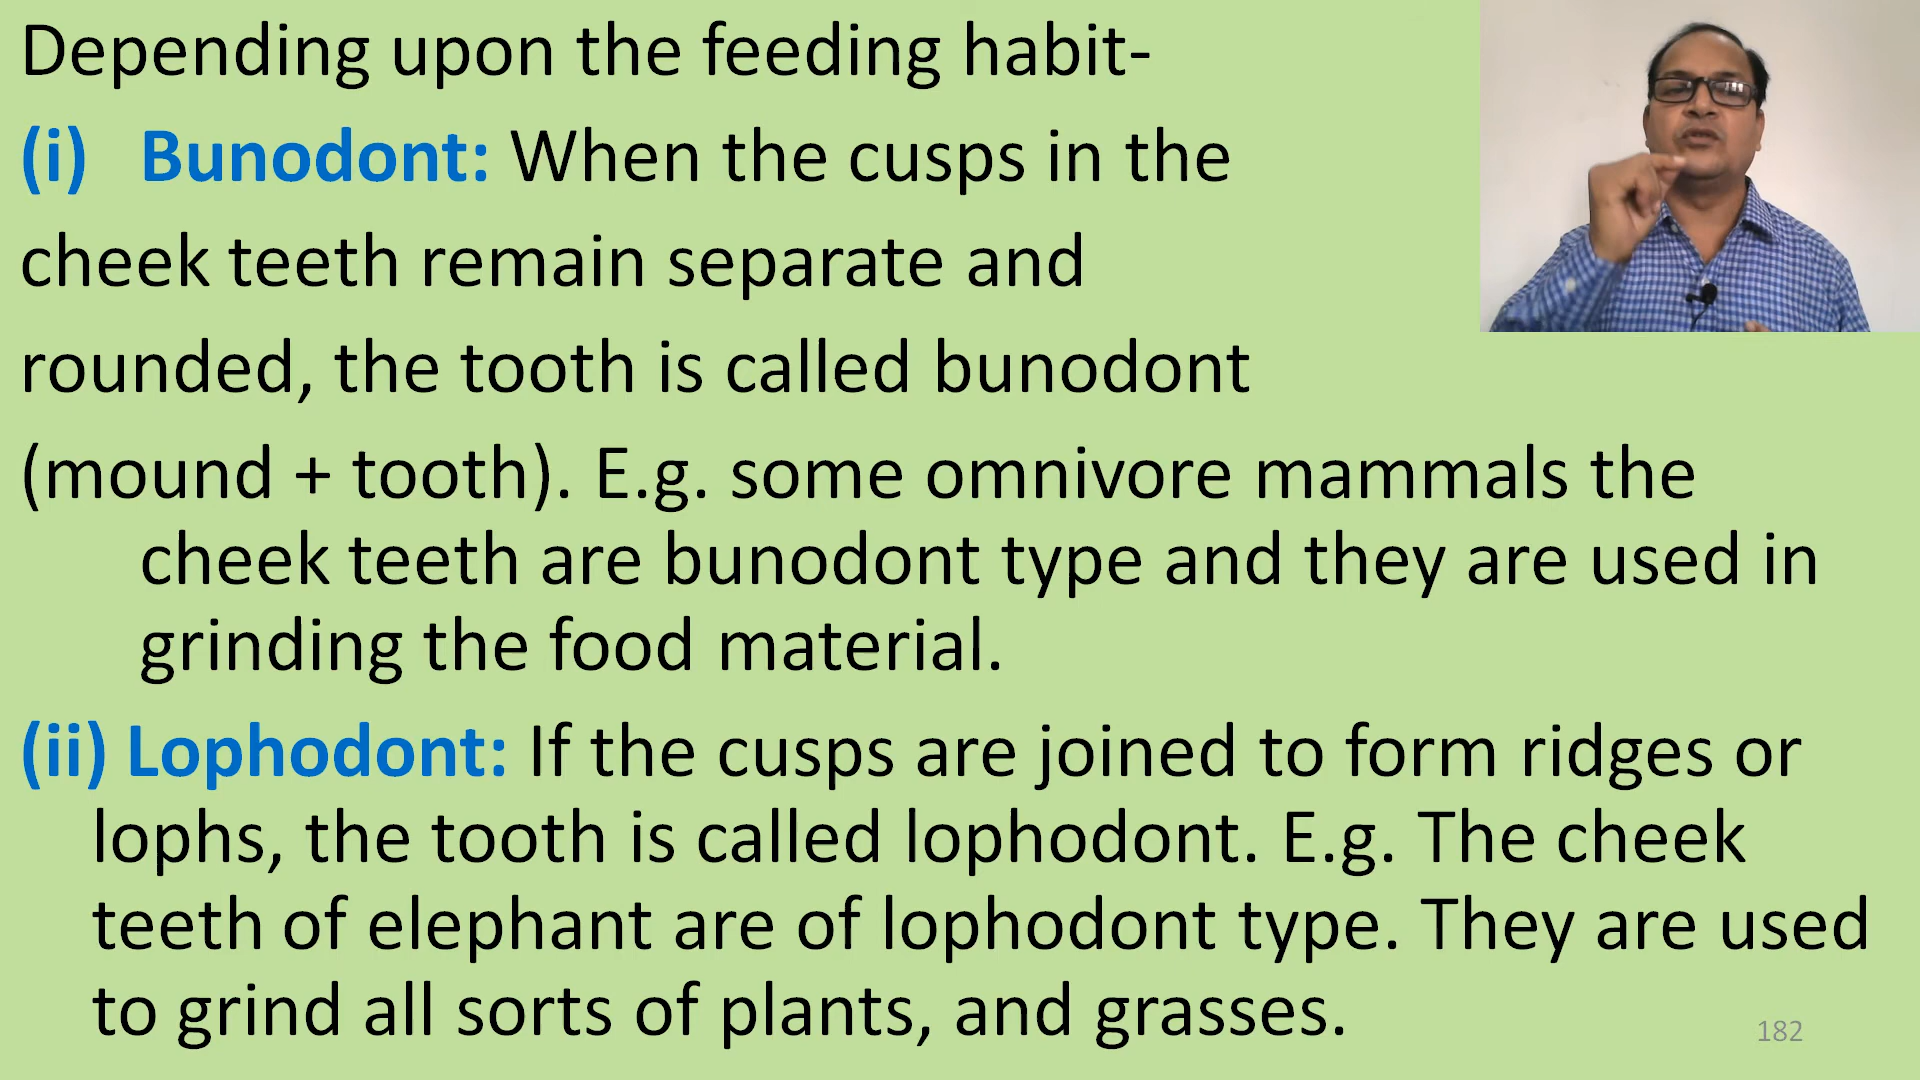 Depending upon the feeding habit-
(i) Bunodont: When the cusps in the
cheek teeth remain separate and
rounded, the tooth is called bunodont
(mound + tooth). E.g. some omnivore mammals the
cheek teeth are bunodont type and they are used in
grinding the food material.
(ii) Lophodont: If the cusps are joined to form ridges or
lophs, the tooth is called lophodont. E.g. The cheek
teeth of elephant are of lophodont type. They are used
to grind all sorts of plants, and grasses.
182